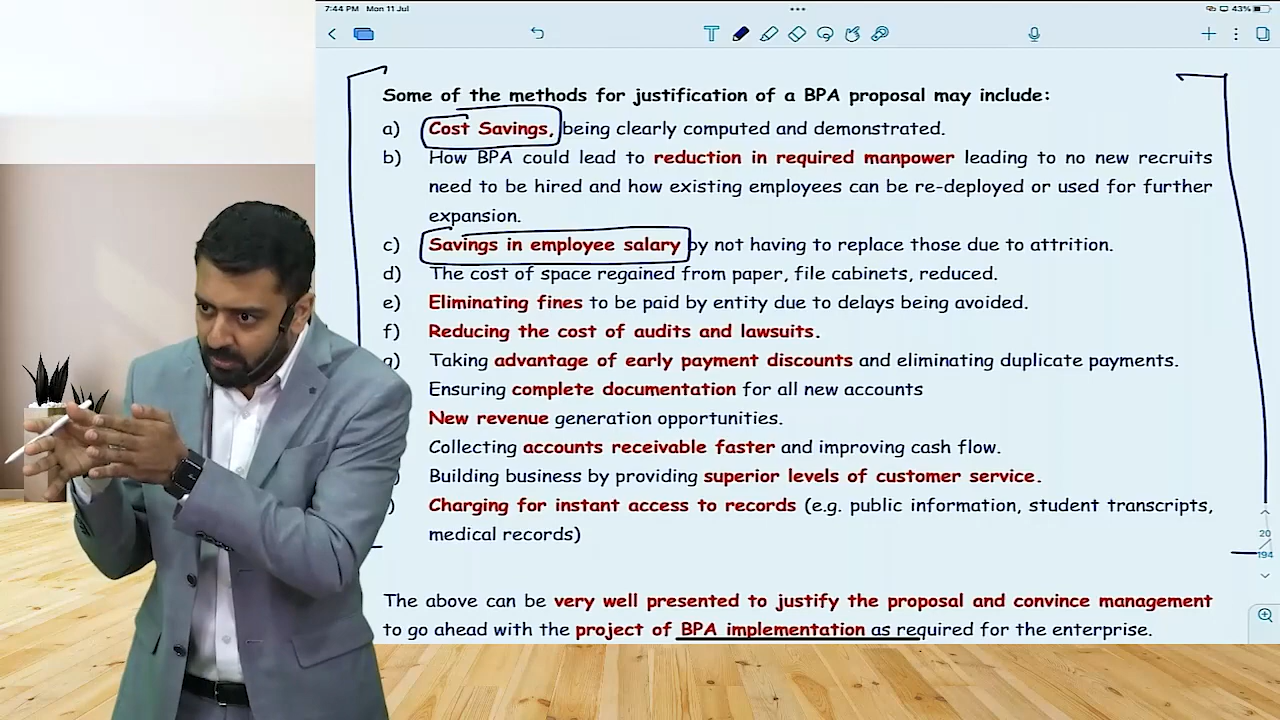 7:44 PM Mon 11 Jul
43%
Some of the methods for justification of a BPA proposal may include:
a) Cost Savings, being clearly computed and demonstrated.
b) How BPA could lead to reduction in required manpower leading to no new recruits
need to be hired and how existing employees can be re-deployed or used for further
expansion.
c) Savings in employee salary by not having to replace those due to attrition.
d) The cost of space regained from paper, file cabinets, reduced.
e) Eliminating fines to be paid by entity due to delays being avoided.
f) Reducing the cost of audits and lawsuits.
g) Taking advantage of early payment discounts and eliminating duplicate payments.
Ensuring complete documentation for all new accounts
New revenue generation opportunities.
Collecting accounts receivable faster and improving cash flow.
Building business by providing superior levels of customer service.
) Charging for instant access to records (e.g. public information, student transcripts,
medical records)
The above can be very well presented to justify the proposal and convince management
to go ahead with the project of BPA implementation as required for the enterprise.
20
194